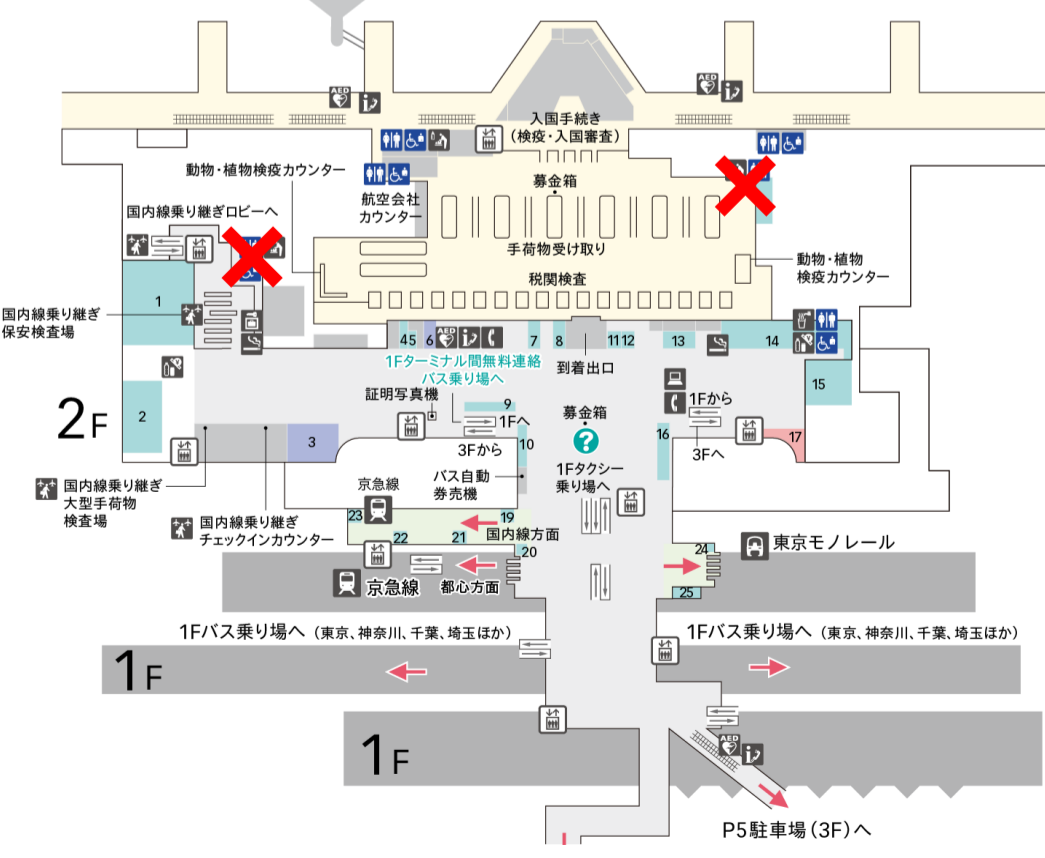 AED
AED
入国手続き
（検疫・入国審査）
動物・植物検疫カウンター
募金箱
航空会社
カウンター
国内線乗り継ぎロビーへ
手荷物受け取り
動物・植物
検疫カウンター
税関検査
1
国内線乗り継ぎ
保安検査場
4
5
6
AED
7
8
11
12
13
14
到着出口
1Fターミナル間無料連絡
バス乗り場へ
15
証明写真機
1Fから
2
2F
9
1Fへ
募金箱
?
3
3Fから
10
16
17
3Fへ
1Fタクシー
乗り場へ
バス自動
券売機
国内線乗り継ぎ
大型手荷物
検査場
京急線
国内線乗り継ぎ
チェックインカウンター
23
19
国内線方面
22
21
20
24
東京モノレール
京急線
都心方面
25
1Fバス乗り場へ（東京、神奈川、千葉、埼玉ほか）
1Fバス乗り場へ（東京、神奈川、千葉、埼玉ほか）
1F
1F
AED
P5駐車場（3F）へ